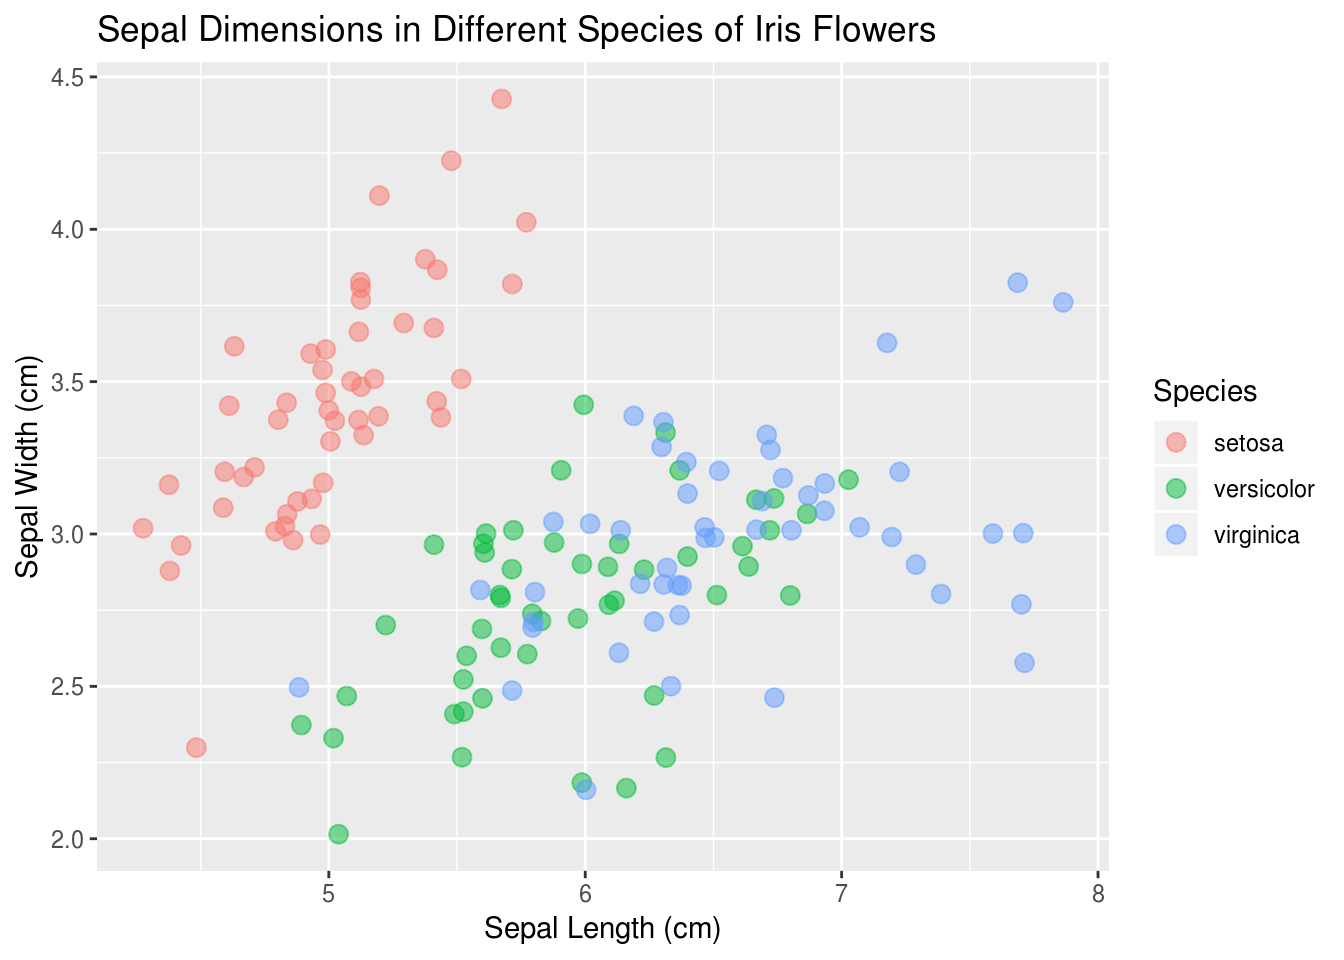 Sepal Dimensions in Different Species of Iris Flowers
4.5
4.0
3.5
3.0
2.5
2.0
Sepal Width (cm)
5 6 7 8
Sepal Length (cm)
Species
setosa
versicolor
virginica